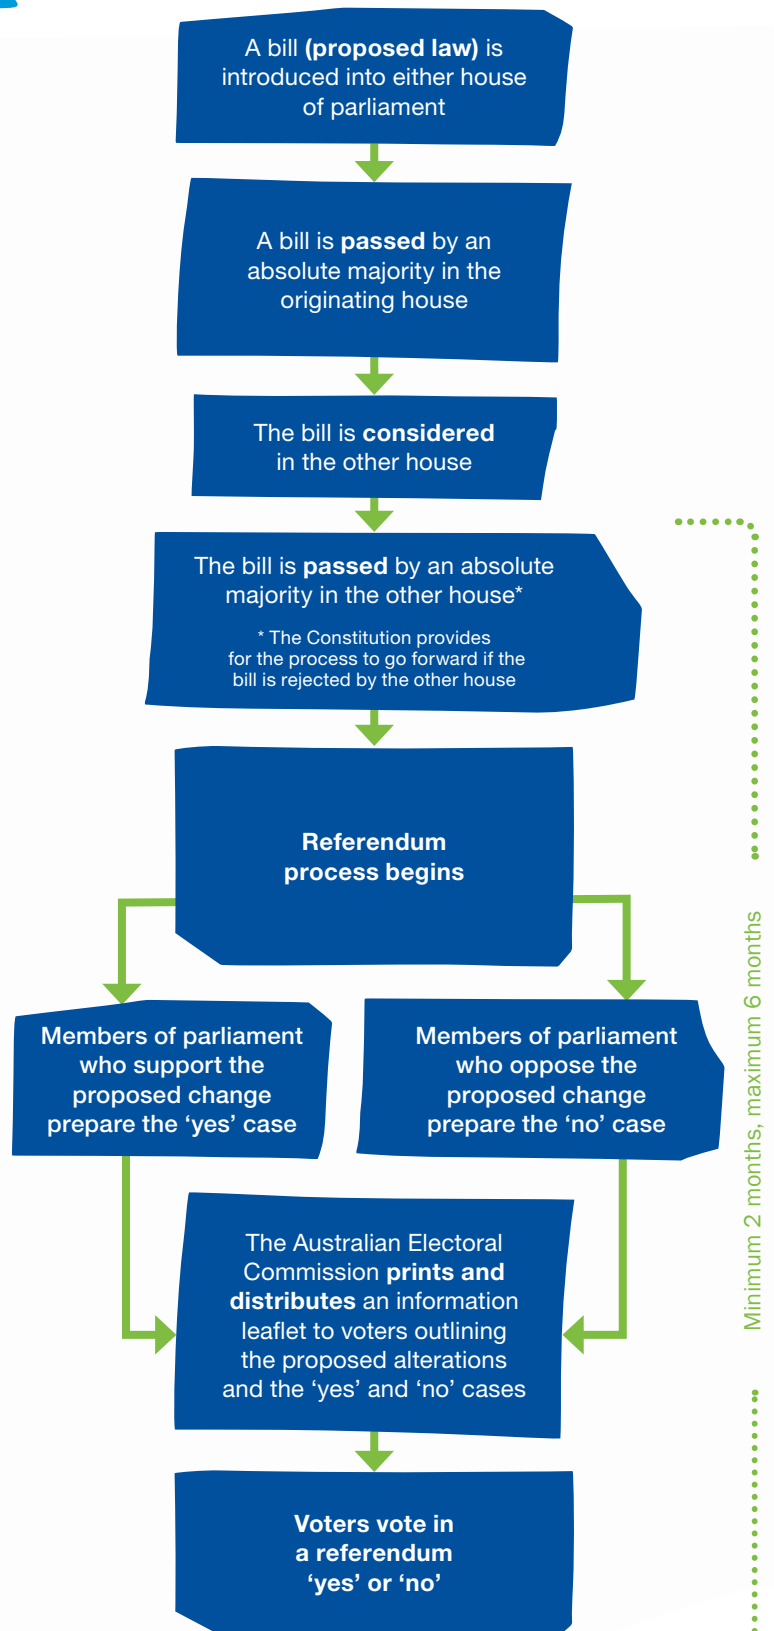 A bill (proposed law) is
introduced into either house
of parliament
A bill is passed by an
absolute majority in the
originating house
The bill is considered
in the other house
The bill is passed by an absolute
majority in the other house*
* The Constitution provides
for the process to go forward if the
bill is rejected by the other house
Referendum
process begins
Members of parliament
who support the
proposed change
prepare the ‘yes’ case
Members of parliament
who oppose the
proposed change
prepare the ‘no’ case
The Australian Electoral
Commission prints and
distributes an information
leaflet to voters outlining
the proposed alterations
and the ‘yes’ and ‘no’ cases
Voters vote in
a referendum
‘yes’ or ‘no’
Minimum 2 months, maximum 6 months